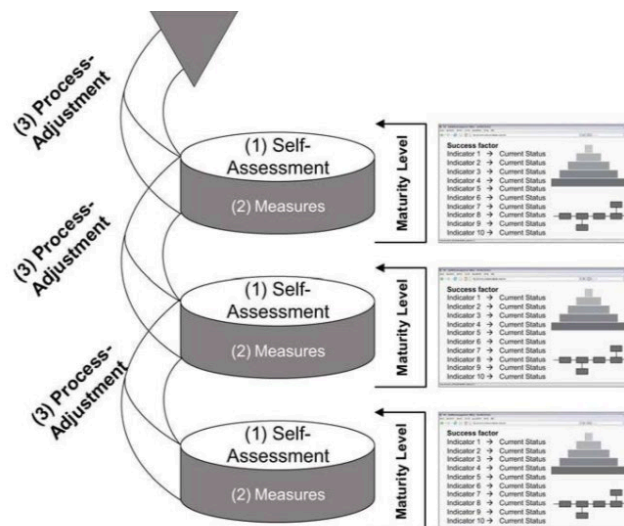 (3) Process-
Adjustment
(1) Self-
Assessment
(2) Measures
Maturity Level
Success factor
Indicator 1 → Current Status
Indicator 2 → Current Status
Indicator 3 → Current Status
Indicator 4 → Current Status
Indicator 5 → Current Status
Indicator 6 → Current Status
Indicator 7 → Current Status
Indicator 8 → Current Status
Indicator 9 → Current Status
Indicator 10 → Current Status
(3) Process-
Adjustment
(1) Self-
Assessment
(2) Measures
Maturity Level
Success factor
Indicator 1 → Current Status
Indicator 2 → Current Status
Indicator 3 → Current Status
Indicator 4 → Current Status
Indicator 5 → Current Status
Indicator 6 → Current Status
Indicator 7 → Current Status
Indicator 8 → Current Status
Indicator 9 → Current Status
Indicator 10 → Current Status
(3) Process-
Adjustment
(1) Self-
Assessment
(2) Measures
Maturity Level
Success factor
Indicator 1 → Current Status
Indicator 2 → Current Status
Indicator 3 → Current Status
Indicator 4 → Current Status
Indicator 5 → Current Status
Indicator 6 → Current Status
Indicator 7 → Current Status
Indicator 8 → Current Status
Indicator 9 → Current Status
Indicator 10 → Current Status